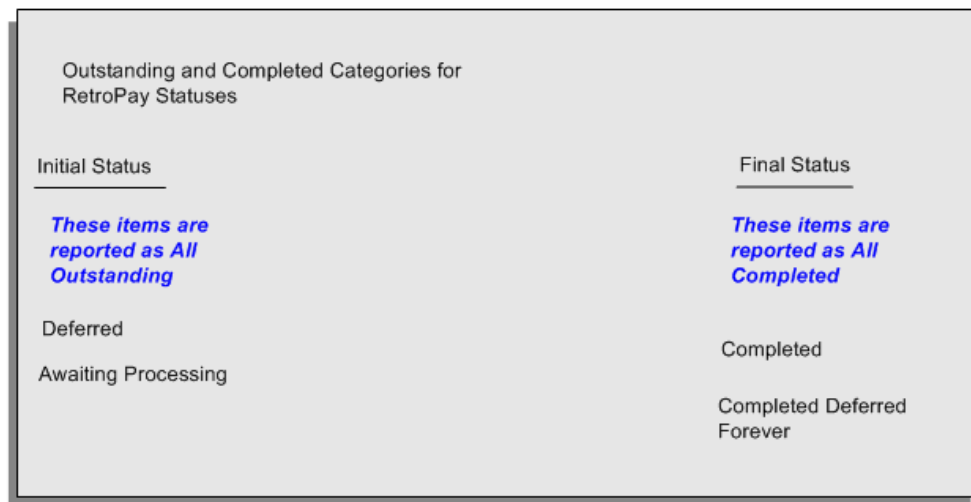 Outstanding and Completed Categories for
RetroPay Statuses
Initial Status
These items are
reported as All
Outstanding
Deferred
Awaiting Processing
Final Status
These items are
reported as All
Completed
Completed
Completed Deferred
Forever